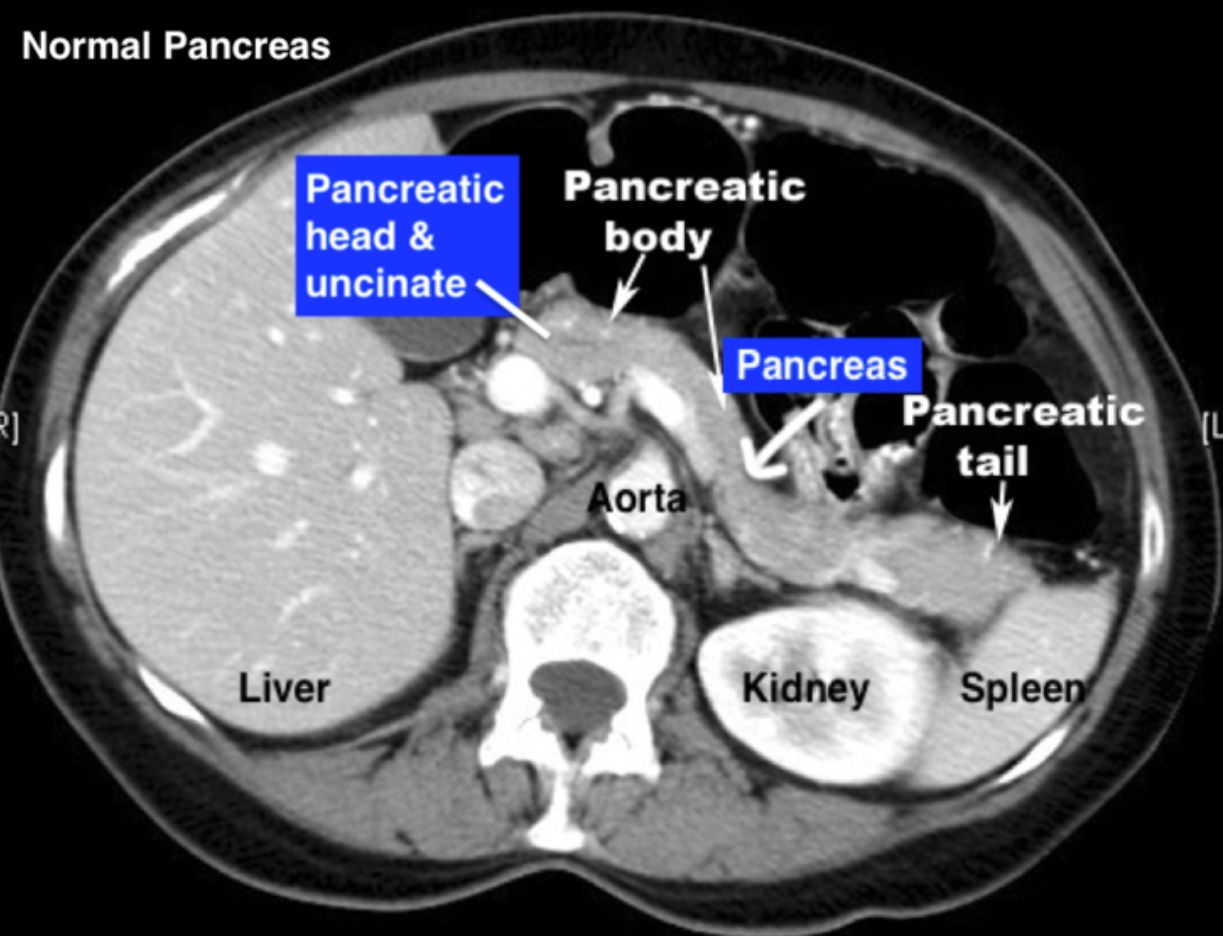 Normal Pancreas
Pancreatic
head &
uncinate
Pancreatic
body
Pancreas
Pancreatic
tail
R]
[L
Aorta
Liver
Kidney
Spleen